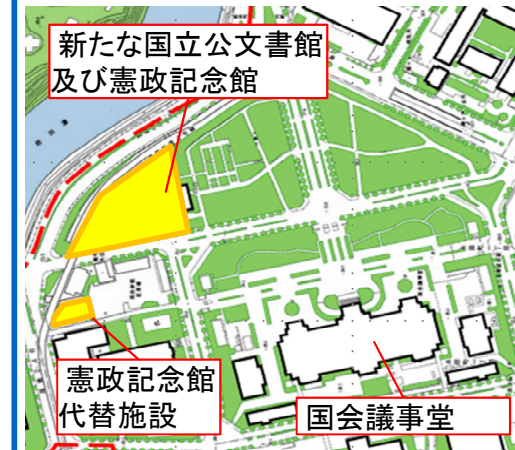 新たな国立公文書館
及び憲政記念館
憲政記念館
代替施設
国会議事堂